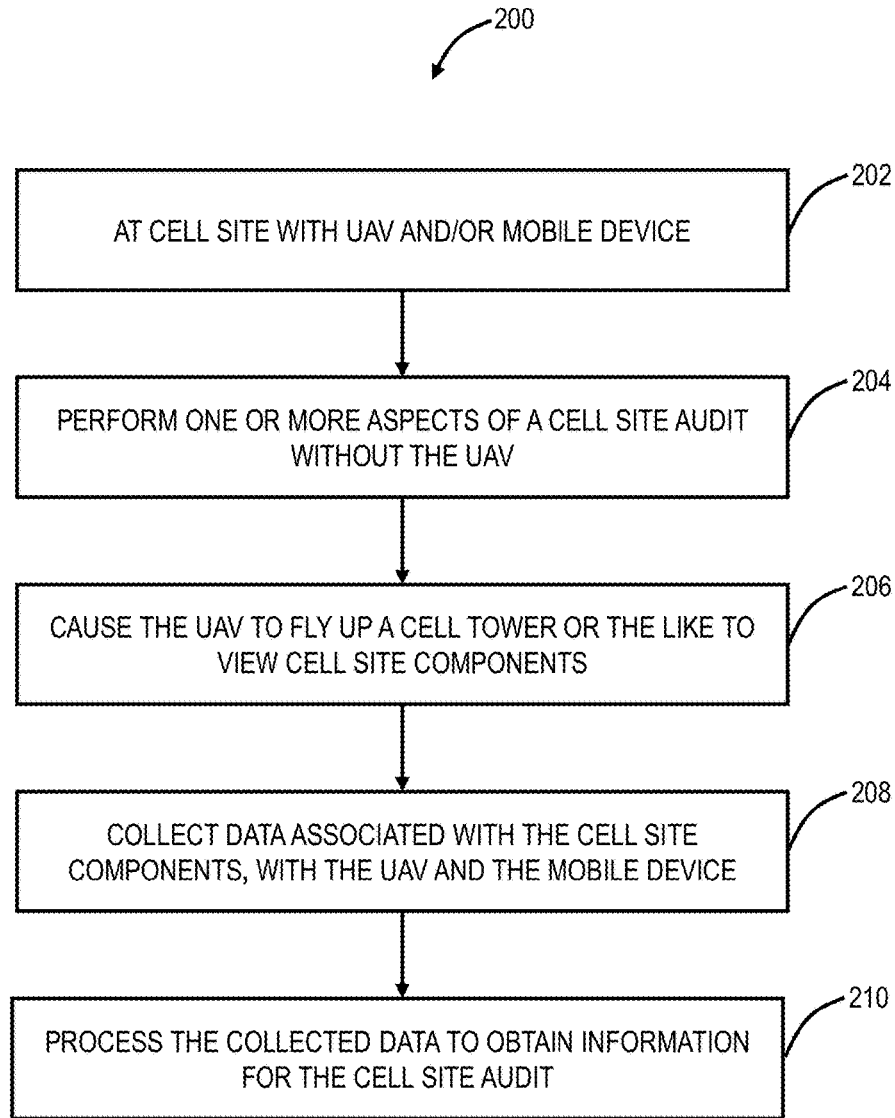 200
202
AT CELL SITE WITH UAV AND/OR MOBILE DEVICE
204
PERFORM ONE OR MORE ASPECTS OF A CELL SITE AUDIT
WITHOUT THE UAV
206
CAUSE THE UAV TO FLY UP A CELL TOWER OR THE LIKE TO
VIEW CELL SITE COMPONENTS
208
COLLECT DATA ASSOCIATED WITH THE CELL SITE
COMPONENTS, WITH THE UAV AND THE MOBILE DEVICE
210
PROCESS THE COLLECTED DATA TO OBTAIN INFORMATION
FOR THE CELL SITE AUDIT